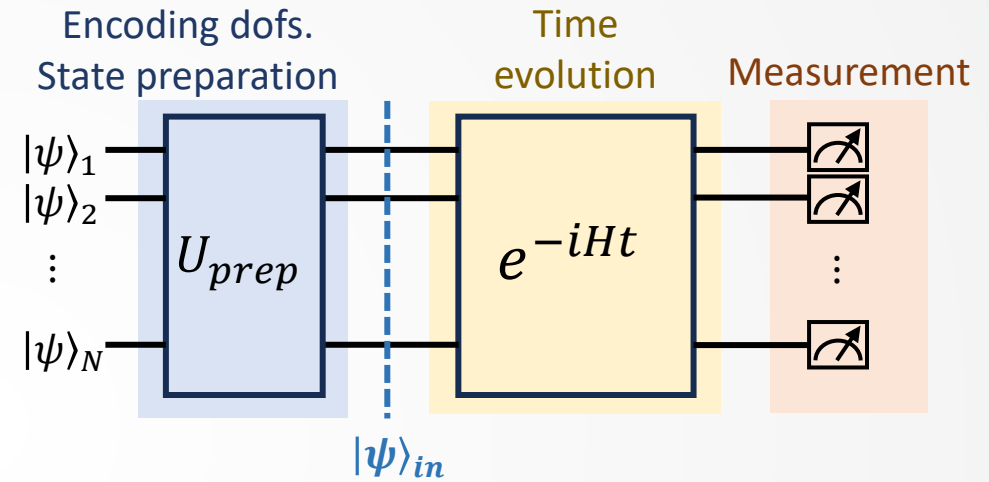 Encoding dofs.
State preparation
Time
evolution
Measurement
|ψ⟩₁
|ψ⟩₂
⋮
|ψ⟩_N
U_prep
e^{-iHt}
⋮
|ψ⟩_in